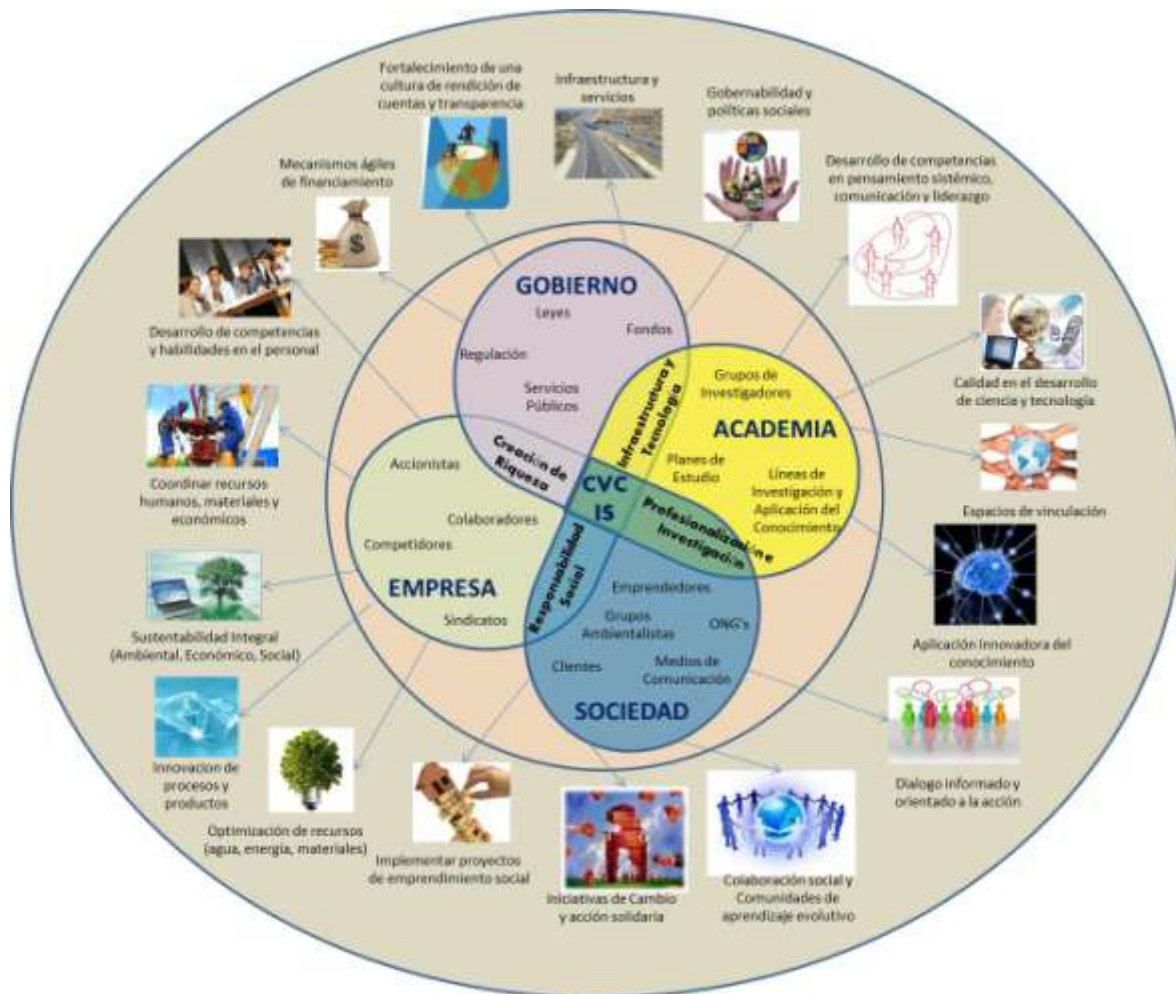 Fortalecimiento de una
cultura de rendición de
cuentas y transparencia
Infraestructura y
servicios
Gobernabilidad y
políticas sociales
Desarrollo de competencias
en pensamiento sistémico,
comunicación y liderazgo
Mecanismos ágiles
de financiamiento
Desarrollo de competencias
y habilidades en el personal
Coordinar recursos
humanos, materiales y
económicos
Sustentabilidad Integral
(Ambiental, Económico, Social)
Innovacion de
procesos y
productos
Optimización de recursos
(agua, energía, materiales)
Implementar proyectos
de emprendimiento social
Iniciativas de Cambio
y acción solidaria
Colaboración social y
Comunidades de
aprendizaje evolutivo
Dialogo informado y
orientado a la acción
Aplicación Innovadora del
conocimiento
Espacios de vinculación
Calidad en el desarrollo
de ciencia y tecnología
GOBIERNO
Leyes
Fondos
Regulación
Servicios
Públicos
Infraestructura y
Tecnología
Grupos de
Investigadores
ACADEMIA
Planes de
Estudio
Líneas de
Investigación y
Aplicación del
Conocimiento
Creación de
Riqueza
CVC
IS
Profesionalización e
Investigación
Accionistas
Colaboradores
Competidores
EMPRESA
Sindicatos
Responsabilidad
Social
Emprendedores
Grupos
Ambientalistas
ONG's
Clientes
Medios de
Comunicación
SOCIEDAD
$